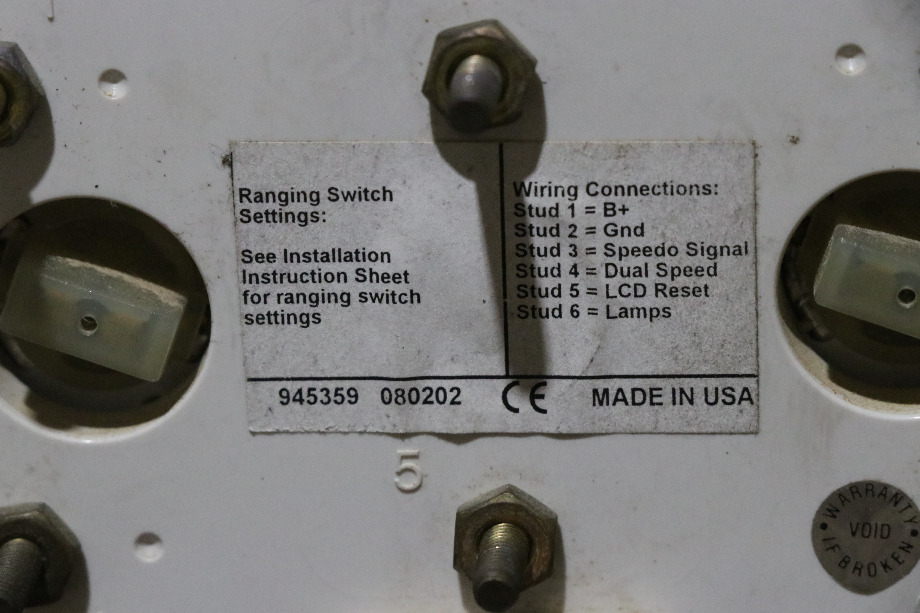 Ranging Switch
Settings:
See Installation
Instruction Sheet
for ranging switch
settings
Wiring Connections:
Stud 1 = B+
Stud 2 = Gnd
Stud 3 = Speedo Signal
Stud 4 = Dual Speed
Stud 5 = LCD Reset
Stud 6 = Lamps
945359 080202 CE MADE IN USA
5
WARRANTY
VOID
IF BROKEN